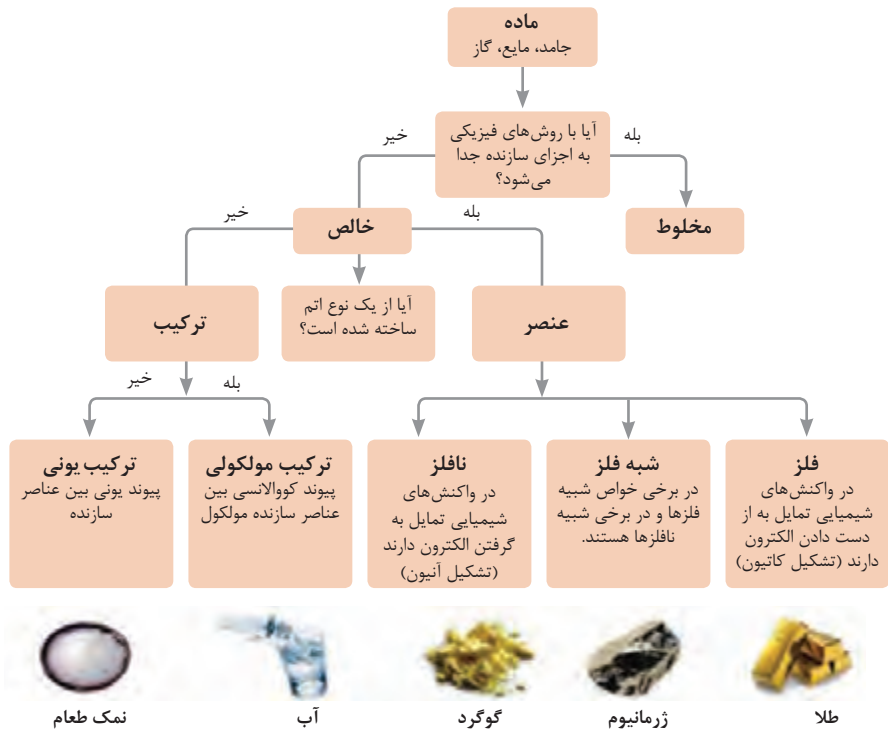 ماده
جامد، مایع، گاز
آیا با روش‌های فیزیکی
به اجزای سازنده جدا
می‌شود؟
بله
خیر
مخلوط
خالص
بله
خیر
آیا از یک نوع اتم
ساخته شده است؟
عنصر
ترکیب
بله
خیر
فلز
در واکنش‌های
شیمیایی تمایل به از
دست دادن الکترون
دارند (تشکیل کاتیون)
شبه فلز
در برخی خواص شبیه
فلزها و در برخی شبیه
نافلزها هستند.
نافلز
در واکنش‌های
شیمیایی تمایل به
گرفتن الکترون دارند
(تشکیل آنیون)
ترکیب مولکولی
پیوند کووالانسی بین
عناصر سازنده مولکول
ترکیب یونی
پیوند یونی بین عناصر
سازنده
طلا
ژرمانیوم
گوگرد
آب
نمک طعام